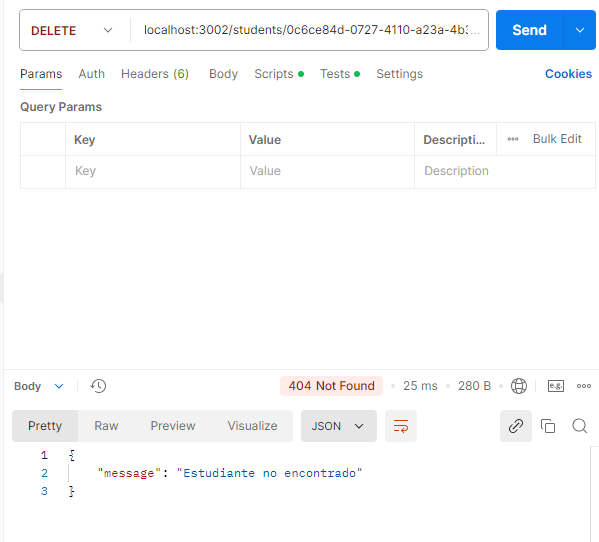 DELETE localhost:3002/students/0c6ce84d-0727-4110-a23a-4b3... Send
Params Auth Headers (6) Body Scripts Tests Settings Cookies
Query Params
Key Value Descripti... Bulk Edit
Key Value Description
Body 404 Not Found 25 ms 280 B e.g.
Pretty Raw Preview Visualize JSON
1 {
2 "message": "Estudiante no encontrado"
3 }